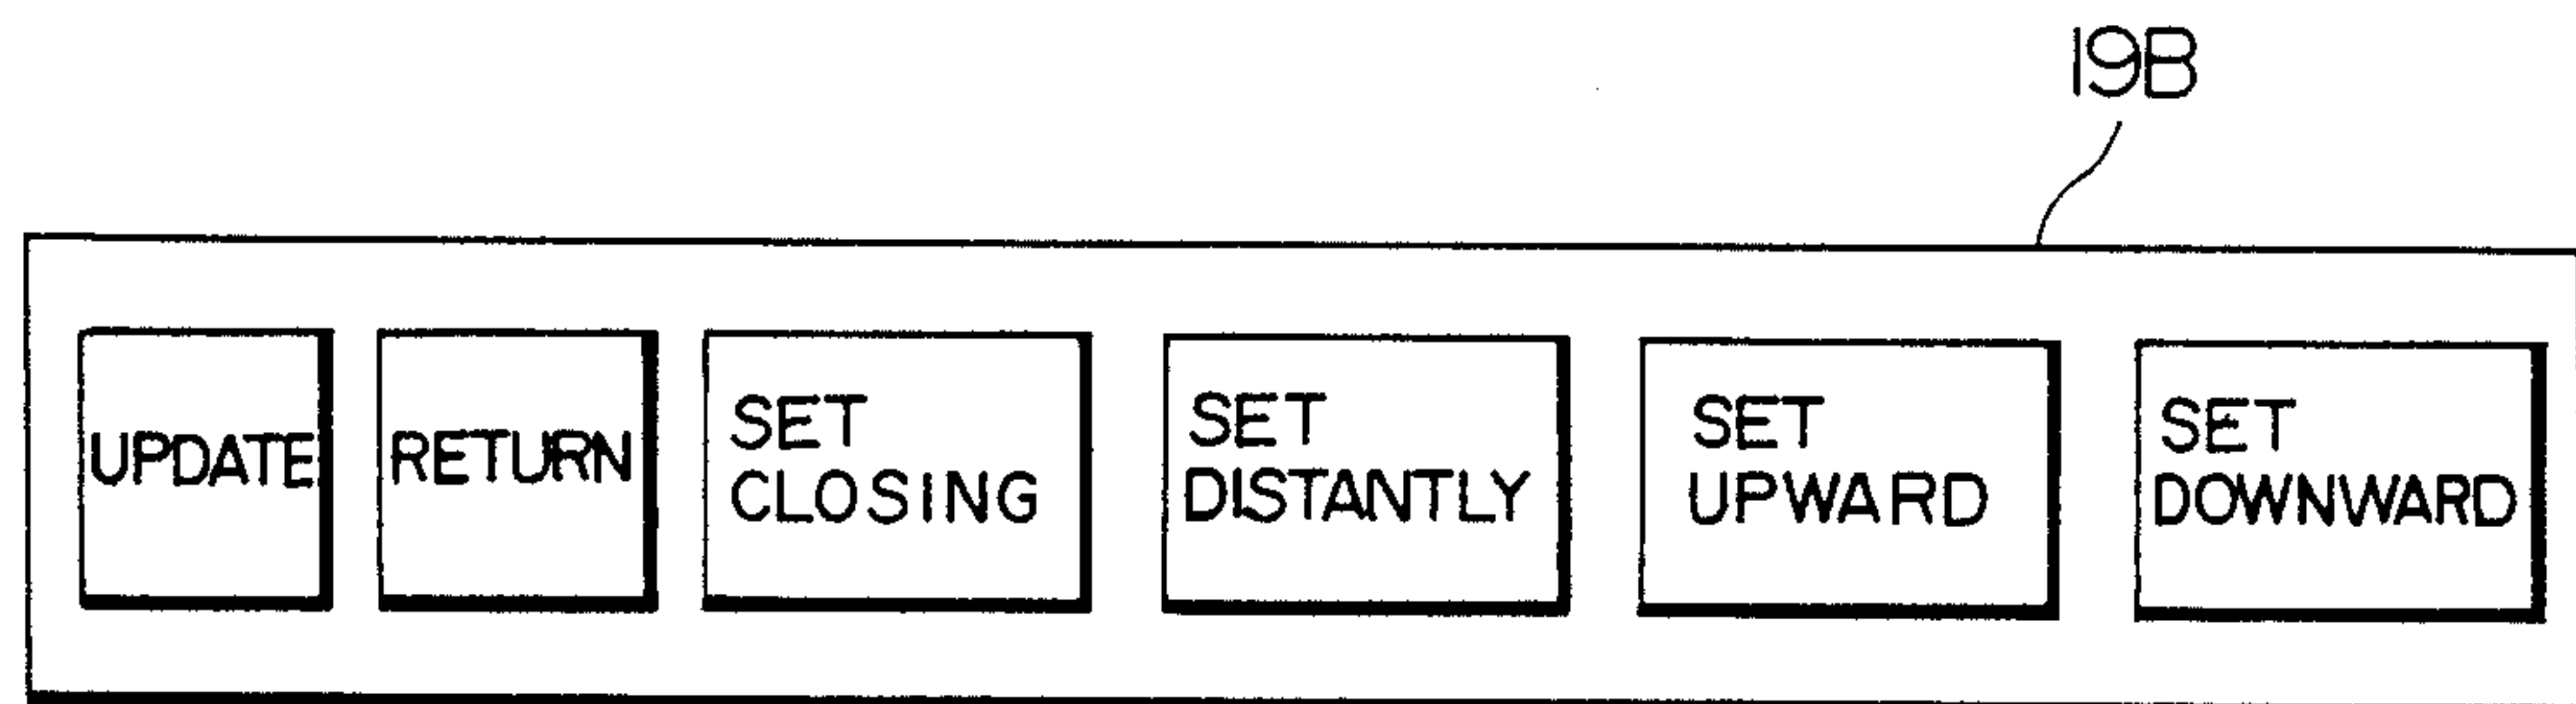 19B
UPDATE
RETURN
SET
CLOSING
SET
DISTANTLY
SET
UPWARD
SET
DOWNWARD